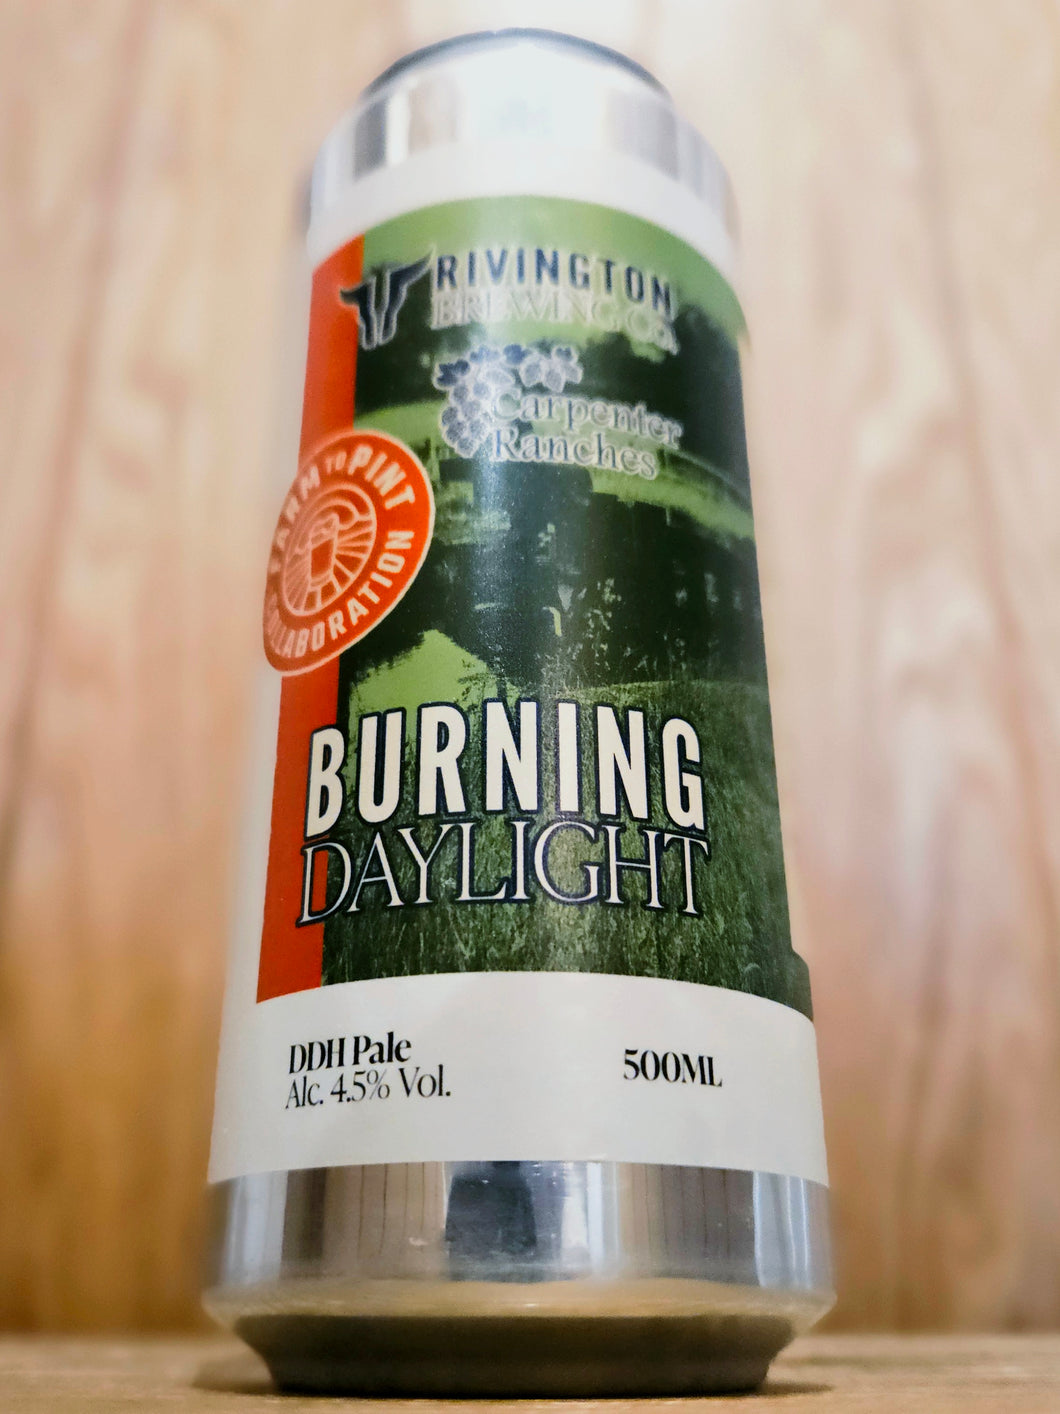 RIVINGTON
BREWING Co.
Carpenter
Ranches
FARM TO PINT
COLLABORATION
BURNING
DAYLIGHT
DDH Pale
Alc. 4.5% Vol.
500ML